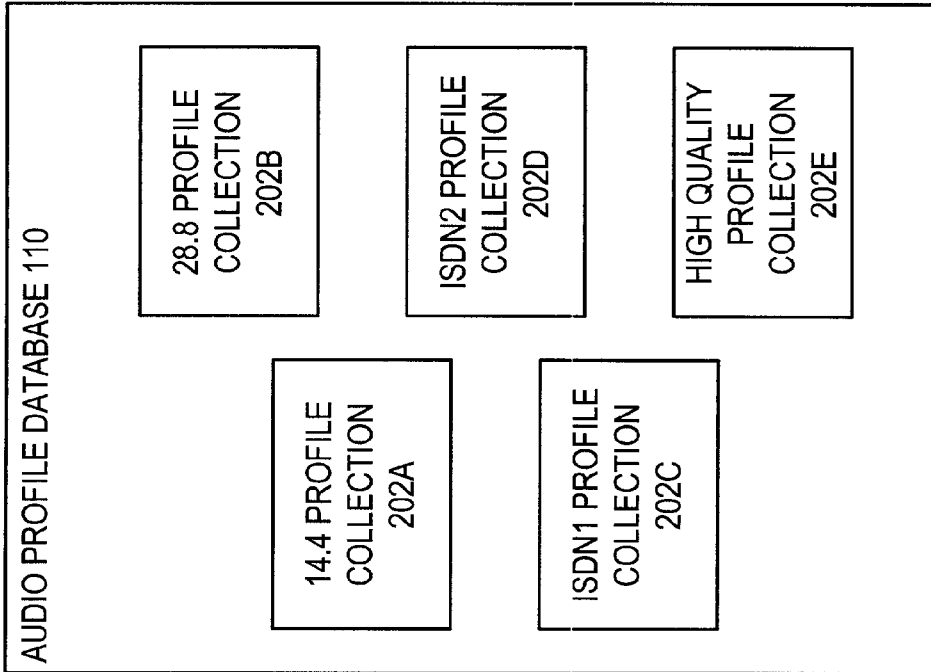 AUDIO PROFILE DATABASE 110
14.4 PROFILE
COLLECTION
202A
28.8 PROFILE
COLLECTION
202B
ISDN1 PROFILE
COLLECTION
202C
ISDN2 PROFILE
COLLECTION
202D
HIGH QUALITY
PROFILE
COLLECTION
202E